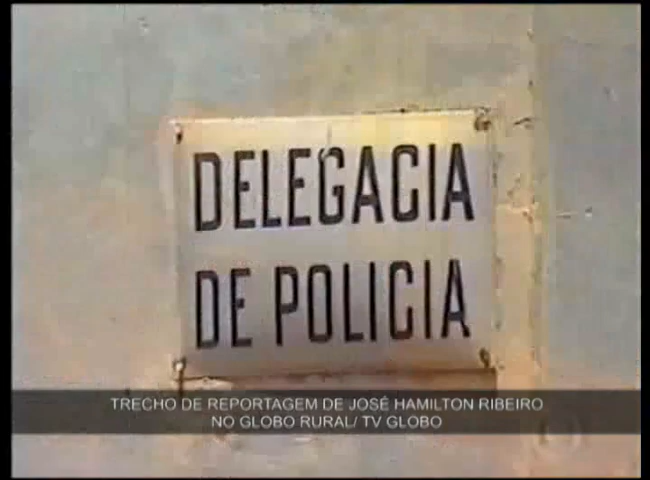 DELEGACIA
DE POLICIA
TRECHO DE REPORTAGEM DE JOSÉ HAMILTON RIBEIRO
NO GLOBO RURAL/ TV GLOBO